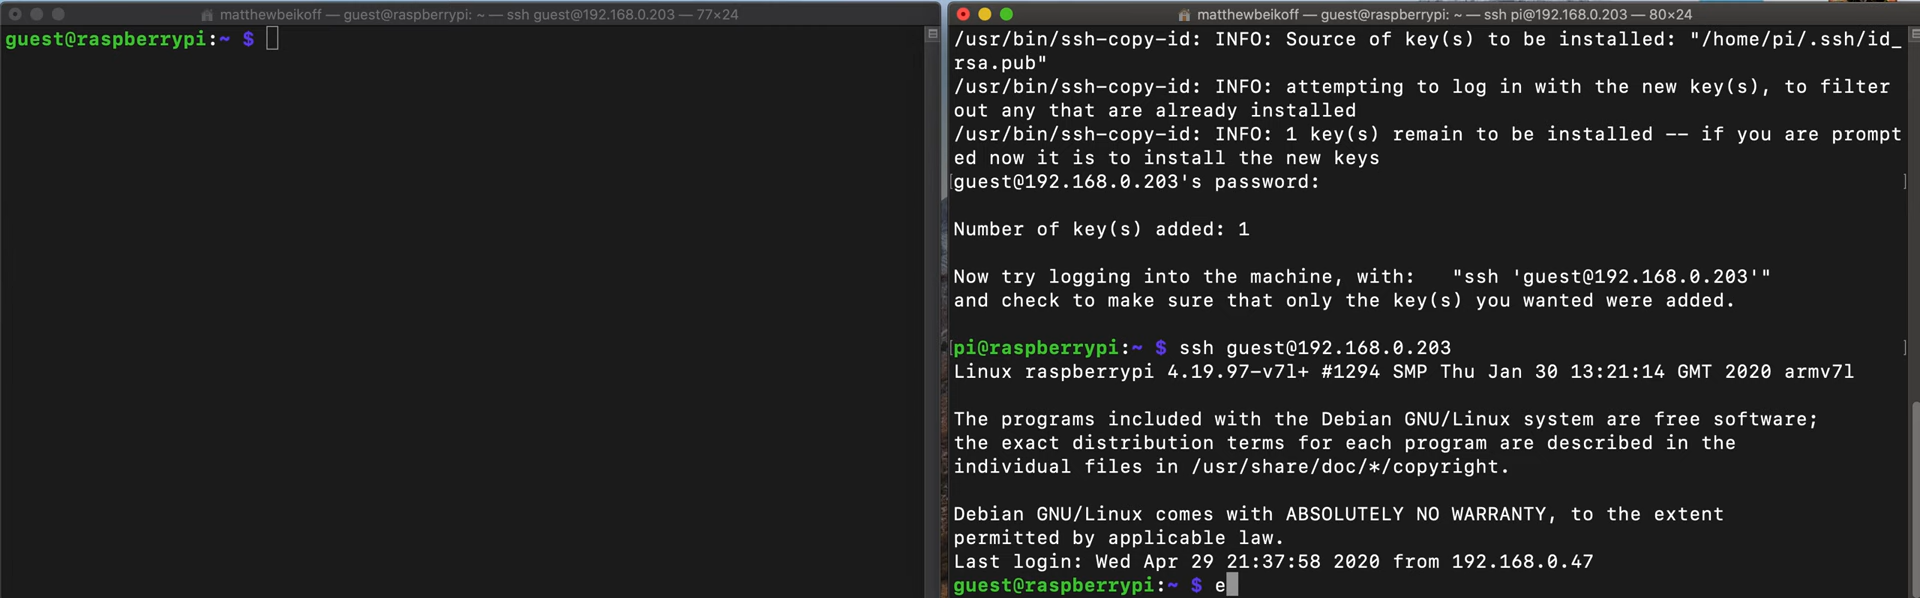 matthewbeikoff — guest@raspberrypi: ~ — ssh guest@192.168.0.203 — 77×24
guest@raspberrypi:~ $
matthewbeikoff — guest@raspberrypi: ~ — ssh pi@192.168.0.203 — 80×24
/usr/bin/ssh-copy-id: INFO: Source of key(s) to be installed: "/home/pi/.ssh/id_
rsa.pub"
/usr/bin/ssh-copy-id: INFO: attempting to log in with the new key(s), to filter
out any that are already installed
/usr/bin/ssh-copy-id: INFO: 1 key(s) remain to be installed -- if you are prompt
ed now it is to install the new keys
[guest@192.168.0.203's password: ]

Number of key(s) added: 1

Now try logging into the machine, with:   "ssh 'guest@192.168.0.203'"
and check to make sure that only the key(s) you wanted were added.

[pi@raspberrypi:~ $ ssh guest@192.168.0.203 ]
Linux raspberrypi 4.19.97-v7l+ #1294 SMP Thu Jan 30 13:21:14 GMT 2020 armv7l

The programs included with the Debian GNU/Linux system are free software;
the exact distribution terms for each program are described in the
individual files in /usr/share/doc/*/copyright.

Debian GNU/Linux comes with ABSOLUTELY NO WARRANTY, to the extent
permitted by applicable law.
Last login: Wed Apr 29 21:37:58 2020 from 192.168.0.47
guest@raspberrypi:~ $ e